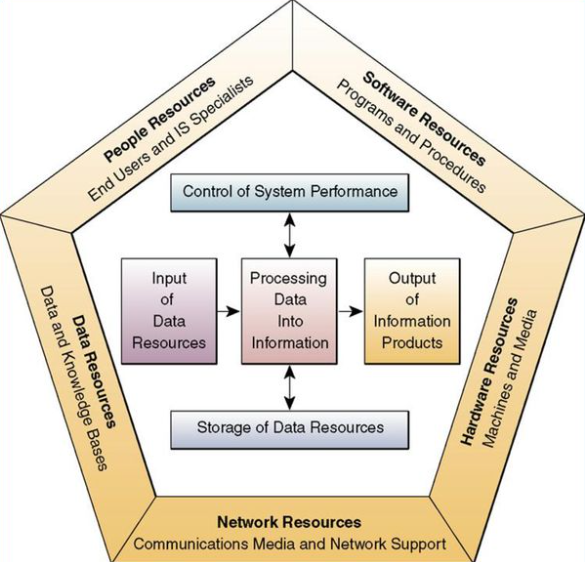 People Resources
End Users and IS Specialists
Software Resources
Programs and Procedures
Control of System Performance
Input
of
Data
Resources
Processing
Data
Into
Information
Output
of
Information
Products
Storage of Data Resources
Data Resources
Data and Knowledge Bases
Hardware Resources
Machines and Media
Network Resources
Communications Media and Network Support